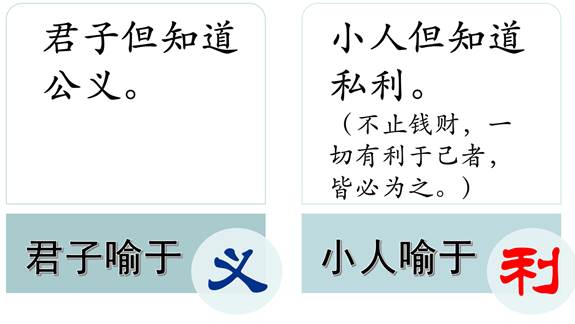 君子但知道
公义。
君子喻于 义
小人但知道
私利。
（不止钱财，一
切有利于己者，
皆必为之。）
小人喻于 利